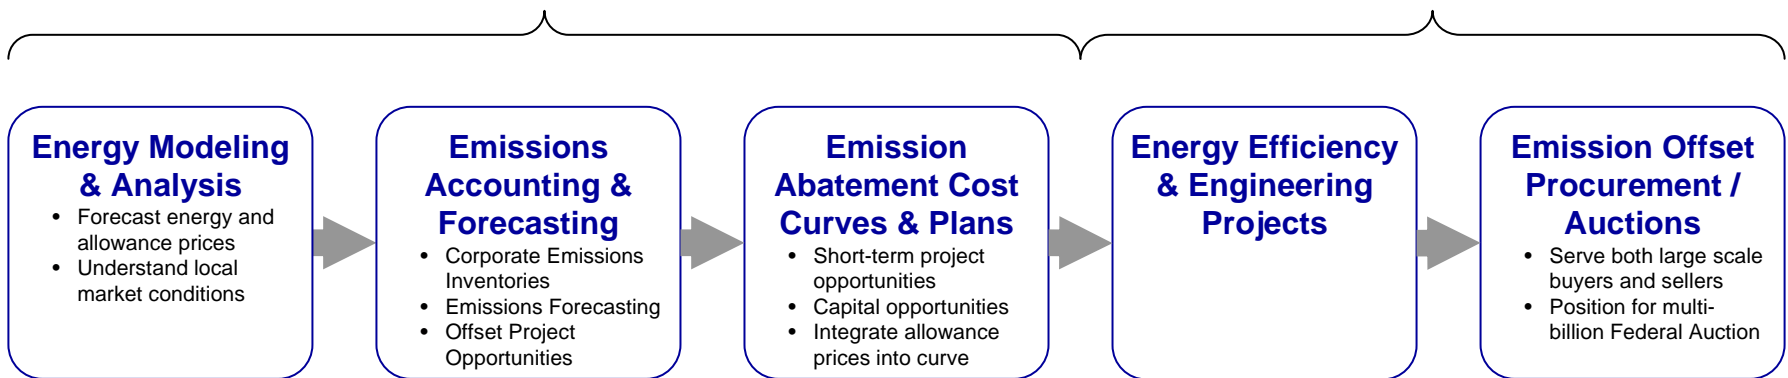 Energy Modeling
& Analysis
• Forecast energy and
allowance prices
• Understand local
market conditions
Emissions
Accounting &
Forecasting
• Corporate Emissions
Inventories
• Emissions Forecasting
• Offset Project
Opportunities
Emission
Abatement Cost
Curves & Plans
• Short-term project
opportunities
• Capital opportunities
• Integrate allowance
prices into curve
Energy Efficiency
& Engineering
Projects
Emission Offset
Procurement /
Auctions
• Serve both large scale
buyers and sellers
• Position for multi-
billion Federal Auction